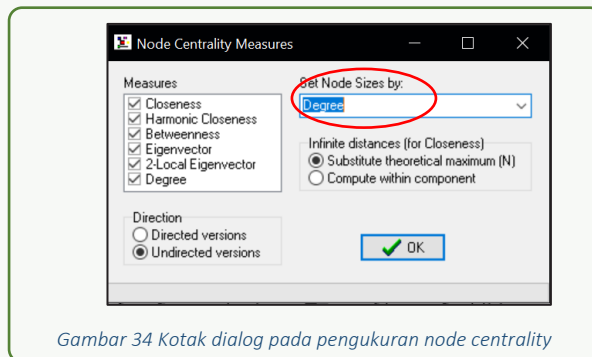 Node Centrality Measures
Measures
Closeness
Harmonic Closeness
Betweenness
Eigenvector
2-Local Eigenvector
Degree
Set Node Sizes by:
Degree
Infinite distances (for Closeness)
Substitute theoretical maximum (N)
Compute within component
Direction
Directed versions
Undirected versions
OK
Gambar 34 Kotak dialog pada pengukuran node centrality